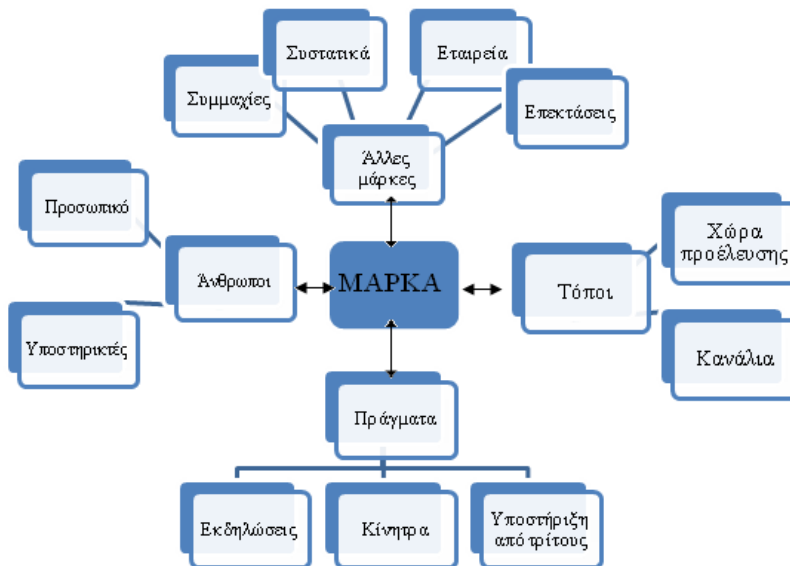 Συστατικά
Εταιρεία
Συμμαχίες
Επεκτάσεις
Άλλες
μάρκες
Προσωπικό
Χώρα
προέλευσης
Άνθρωποι
ΜΑΡΚΑ
Τόποι
Υποστηρικτές
Κανάλια
Πράγματα
Εκδηλώσεις
Κίνητρα
Υποστήριξη
από τρίτους